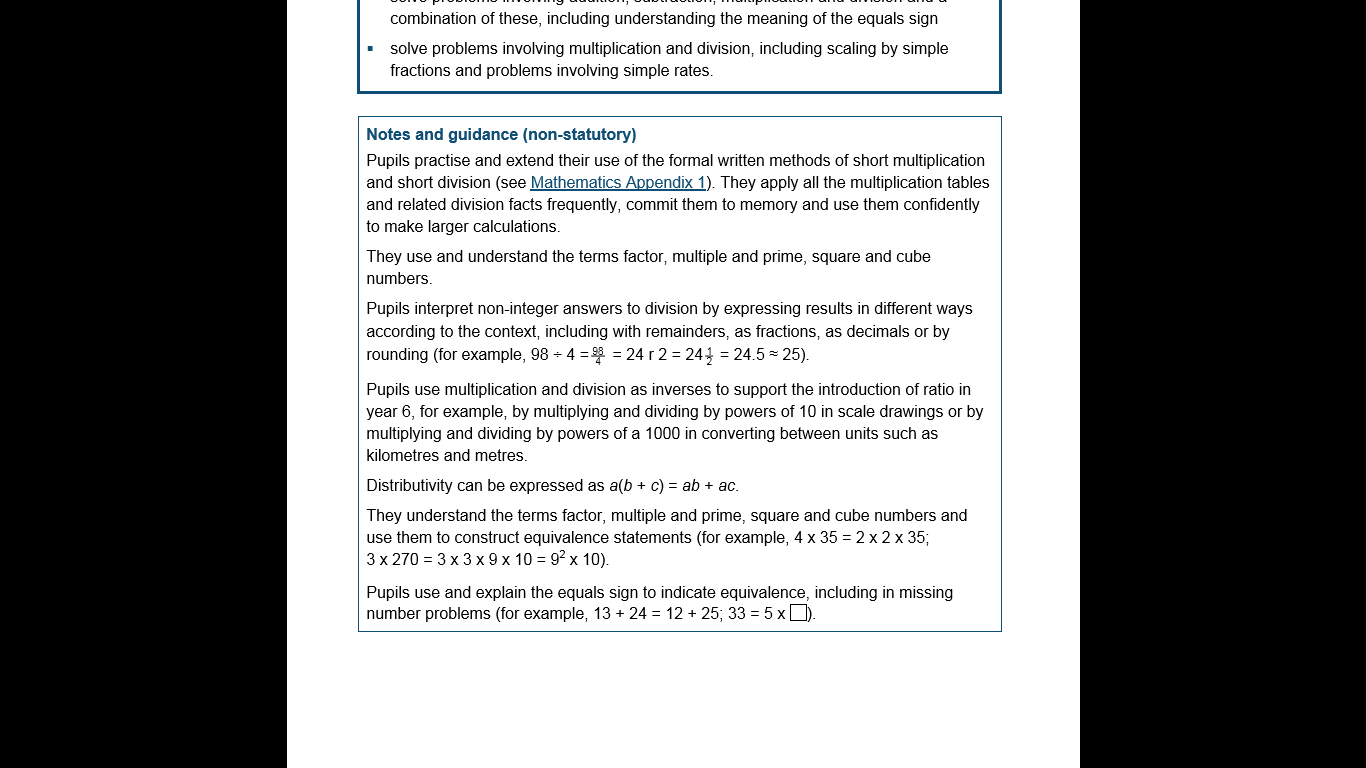 solve problems involving addition, subtraction, multiplication and division and a
combination of these, including understanding the meaning of the equals sign
▪ solve problems involving multiplication and division, including scaling by simple
fractions and problems involving simple rates.
Notes and guidance (non-statutory)
Pupils practise and extend their use of the formal written methods of short multiplication
and short division (see Mathematics Appendix 1). They apply all the multiplication tables
and related division facts frequently, commit them to memory and use them confidently
to make larger calculations.
They use and understand the terms factor, multiple and prime, square and cube
numbers.
Pupils interpret non-integer answers to division by expressing results in different ways
according to the context, including with remainders, as fractions, as decimals or by
rounding (for example, 98 ÷ 4 = 98/4 = 24 r 2 = 24 1/2 = 24.5 ≈ 25).
Pupils use multiplication and division as inverses to support the introduction of ratio in
year 6, for example, by multiplying and dividing by powers of 10 in scale drawings or by
multiplying and dividing by powers of a 1000 in converting between units such as
kilometres and metres.
Distributivity can be expressed as a(b + c) = ab + ac.
They understand the terms factor, multiple and prime, square and cube numbers and
use them to construct equivalence statements (for example, 4 x 35 = 2 x 2 x 35;
3 x 270 = 3 x 3 x 9 x 10 = 9² x 10).
Pupils use and explain the equals sign to indicate equivalence, including in missing
number problems (for example, 13 + 24 = 12 + 25; 33 = 5 x □).